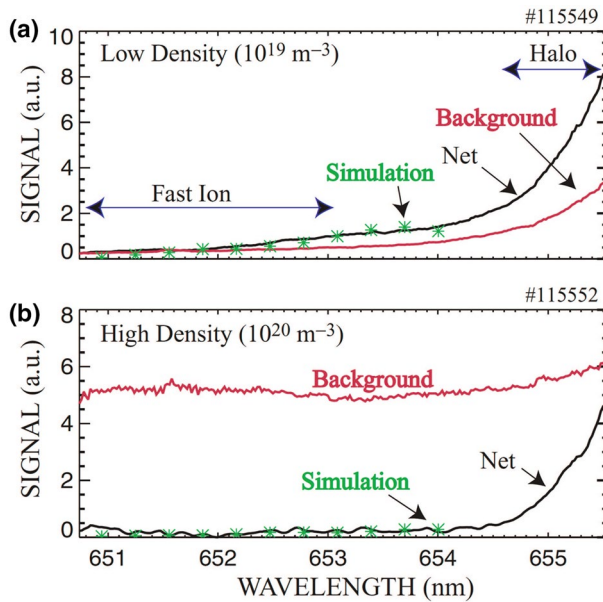 #115549
(a)
Low Density (10¹⁹ m⁻³)
Halo
Background
Net
Simulation
Fast Ion
SIGNAL (a.u.)
10
8
6
4
2
0
#115552
(b)
High Density (10²⁰ m⁻³)
Background
Net
Simulation
SIGNAL (a.u.)
8
6
4
2
0
651 652 653 654 655
WAVELENGTH (nm)